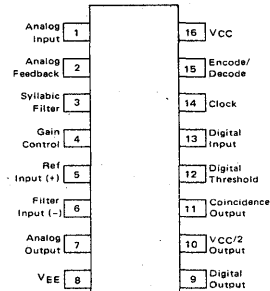 Analog
Input
1
16
VCC
Analog
Feedback
2
15
Encode/
Decode
Syllabic
Filter
3
14
Clock
Gain
Control
4
13
Digital
Input
Ref
Input (+)
5
12
Digital
Threshold
Filter
Input (–)
6
11
Coincidence
Output
Analog
Output
7
10
VCC/2
Output
VEE
8
9
Digital
Output